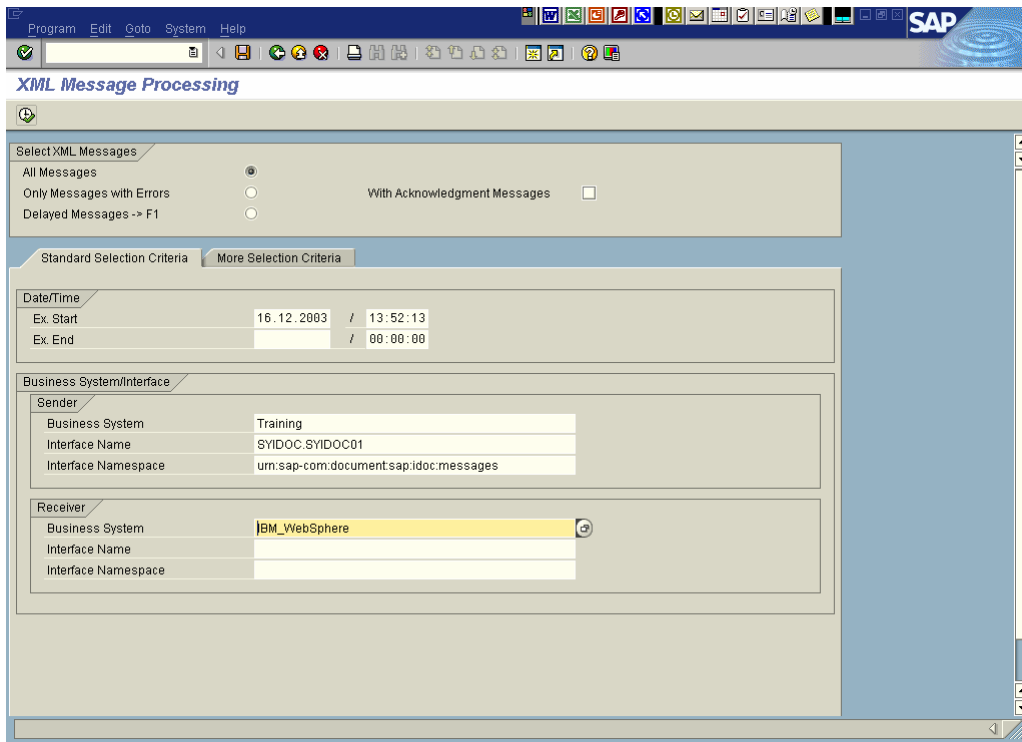 Program Edit Goto System Help
SAP
XML Message Processing
Select XML Messages
All Messages
Only Messages with Errors With Acknowledgment Messages
Delayed Messages -> F1
Standard Selection Criteria More Selection Criteria
Date/Time
Ex. Start 16.12.2003 / 13:52:13
Ex. End / 00:00:00
Business System/Interface
Sender
Business System Training
Interface Name SYIDOC.SYIDOC01
Interface Namespace urn:sap-com:document:sap:idoc:messages
Receiver
Business System IBM_WebSphere
Interface Name
Interface Namespace